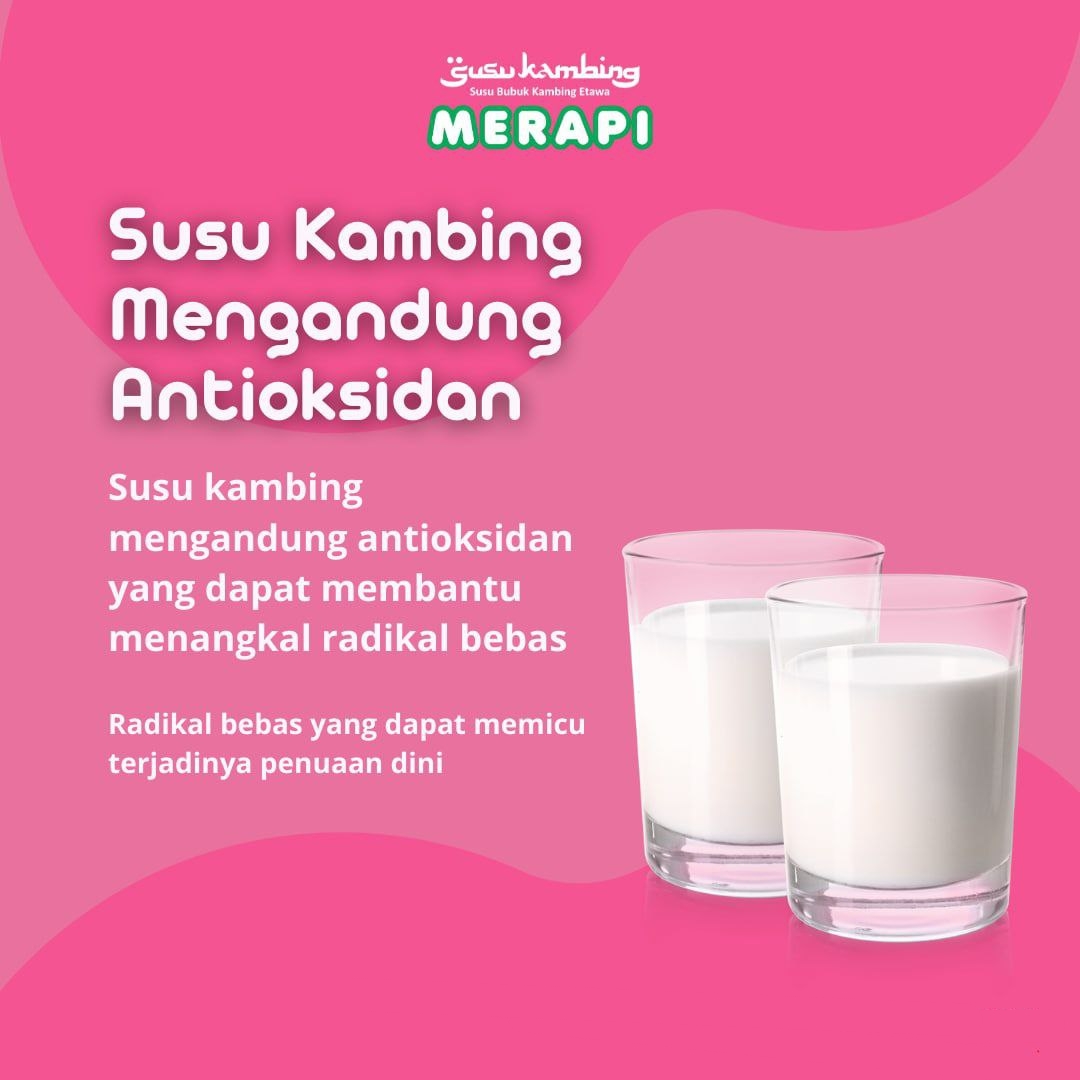 susu kambing
Susu Bubuk Kambing Etawa
MERAPI
Susu Kambing
Mengandung
Antioksidan
Susu kambing
mengandung antioksidan
yang dapat membantu
menangkal radikal bebas
Radikal bebas yang dapat memicu
terjadinya penuaan dini